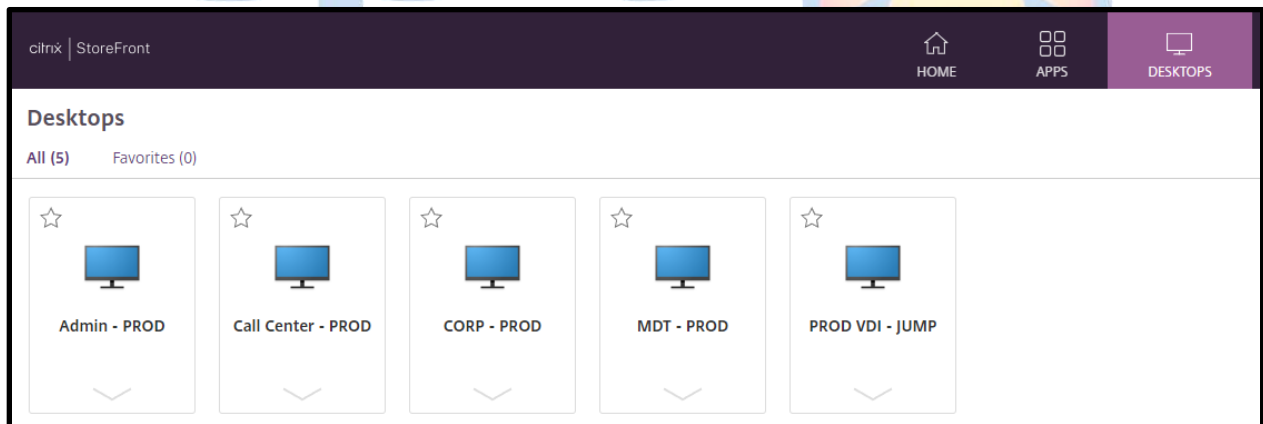 citrix | StoreFront
HOME
APPS
DESKTOPS
Desktops
All (5) Favorites (0)
Admin - PROD
Call Center - PROD
CORP - PROD
MDT - PROD
PROD VDI - JUMP